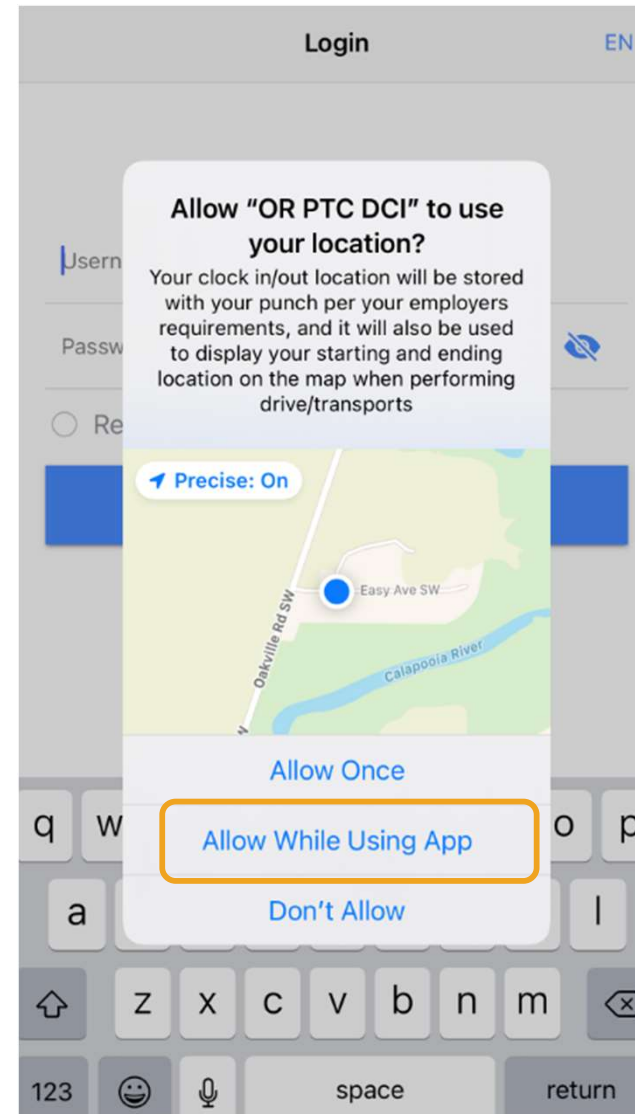 Login
EN
Allow “OR PTC DCI” to use
your location?
Usern
Your clock in/out location will be stored
with your punch per your employers
requirements, and it will also be used
to display your starting and ending
location on the map when performing
drive/transports
Passw
Re
Precise: On
Easy Ave SW
Oakville Rd SW
Calapooia River
Allow Once
Allow While Using App
Don’t Allow
q w o p
a l
z x c v b n m
123 space return